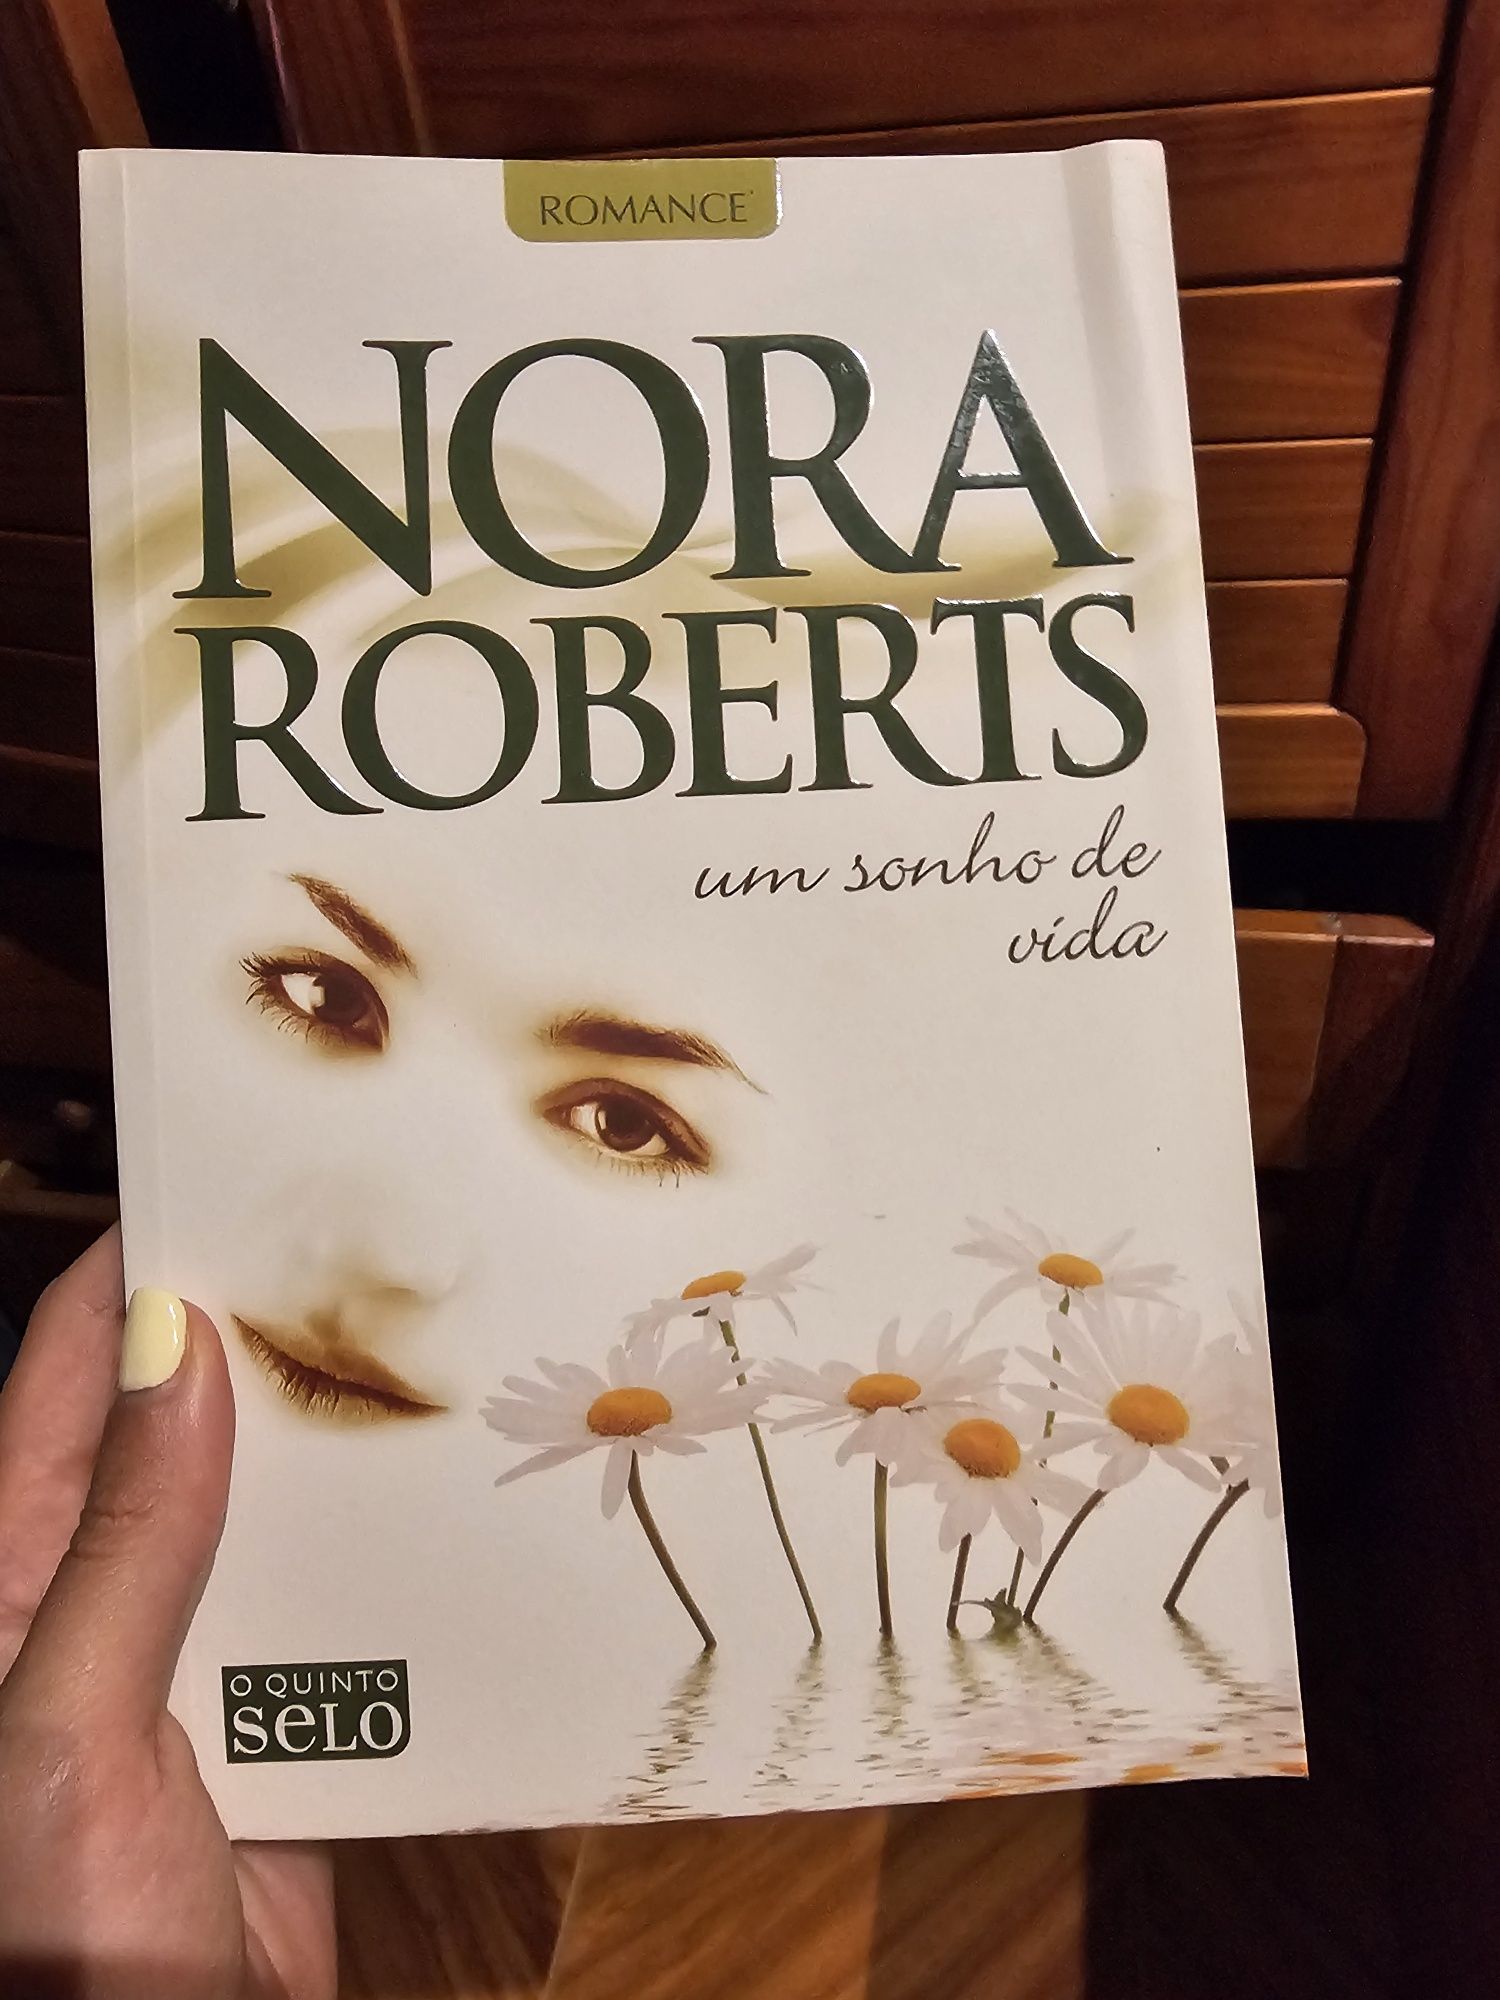 ROMANCE
NORA
ROBERTS
um sonho de
vida
O QUINTO
SeLO